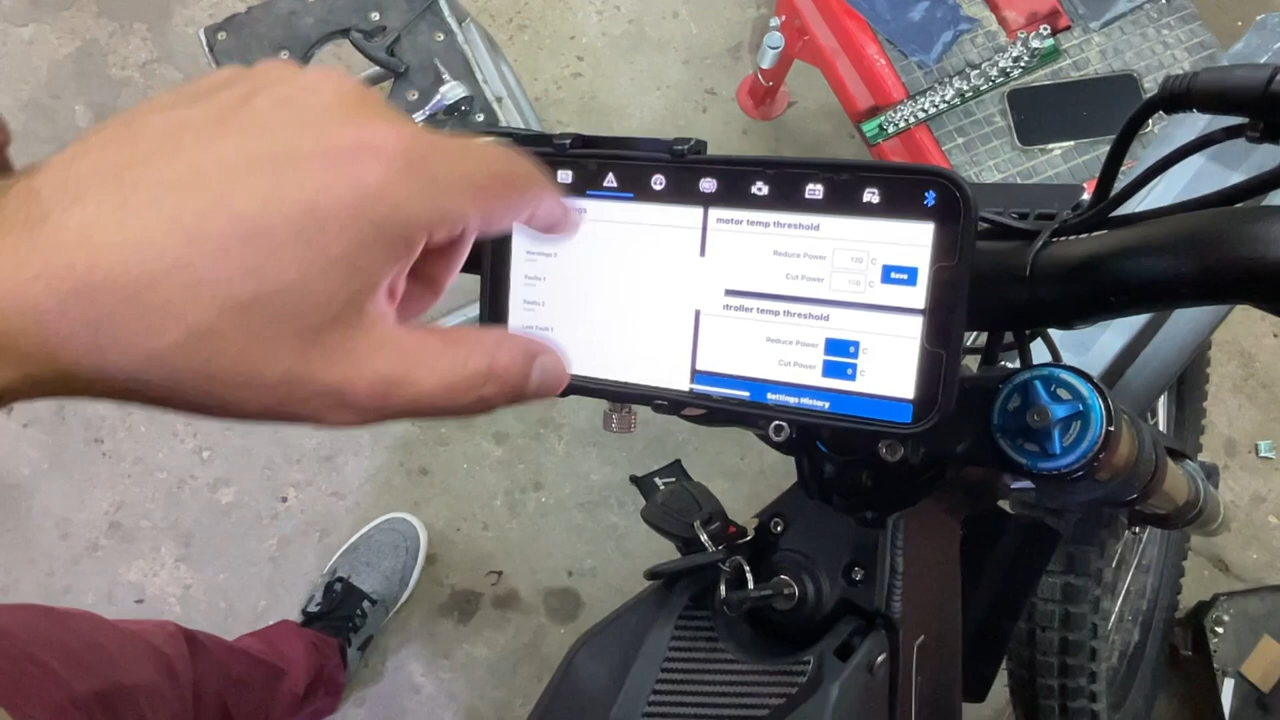 Warnings 2
Faults 1
Faults 2
Last Fault 1
motor temp threshold
Reduce Power 120 C
Cut Power C
Save
troller temp threshold
Reduce Power 0 C
Cut Power 0 C
Settings History